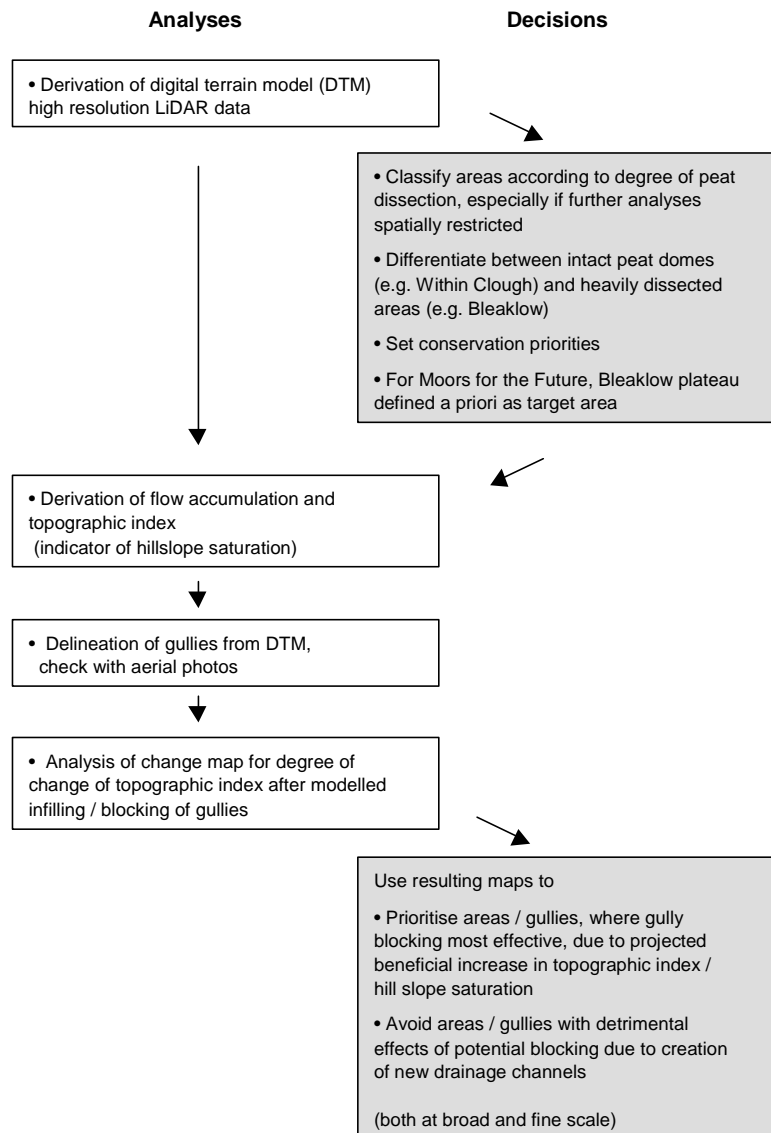 Analyses
Decisions
• Derivation of digital terrain model (DTM)
high resolution LiDAR data
• Classify areas according to degree of peat
dissection, especially if further analyses
spatially restricted
• Differentiate between intact peat domes
(e.g. Within Clough) and heavily dissected
areas (e.g. Bleaklow)
• Set conservation priorities
• For Moors for the Future, Bleaklow plateau
defined a priori as target area
• Derivation of flow accumulation and
topographic index
(indicator of hillslope saturation)
• Delineation of gullies from DTM,
check with aerial photos
• Analysis of change map for degree of
change of topographic index after modelled
infilling / blocking of gullies
Use resulting maps to
• Prioritise areas / gullies, where gully
blocking most effective, due to projected
beneficial increase in topographic index /
hill slope saturation
• Avoid areas / gullies with detrimental
effects of potential blocking due to creation
of new drainage channels
(both at broad and fine scale)